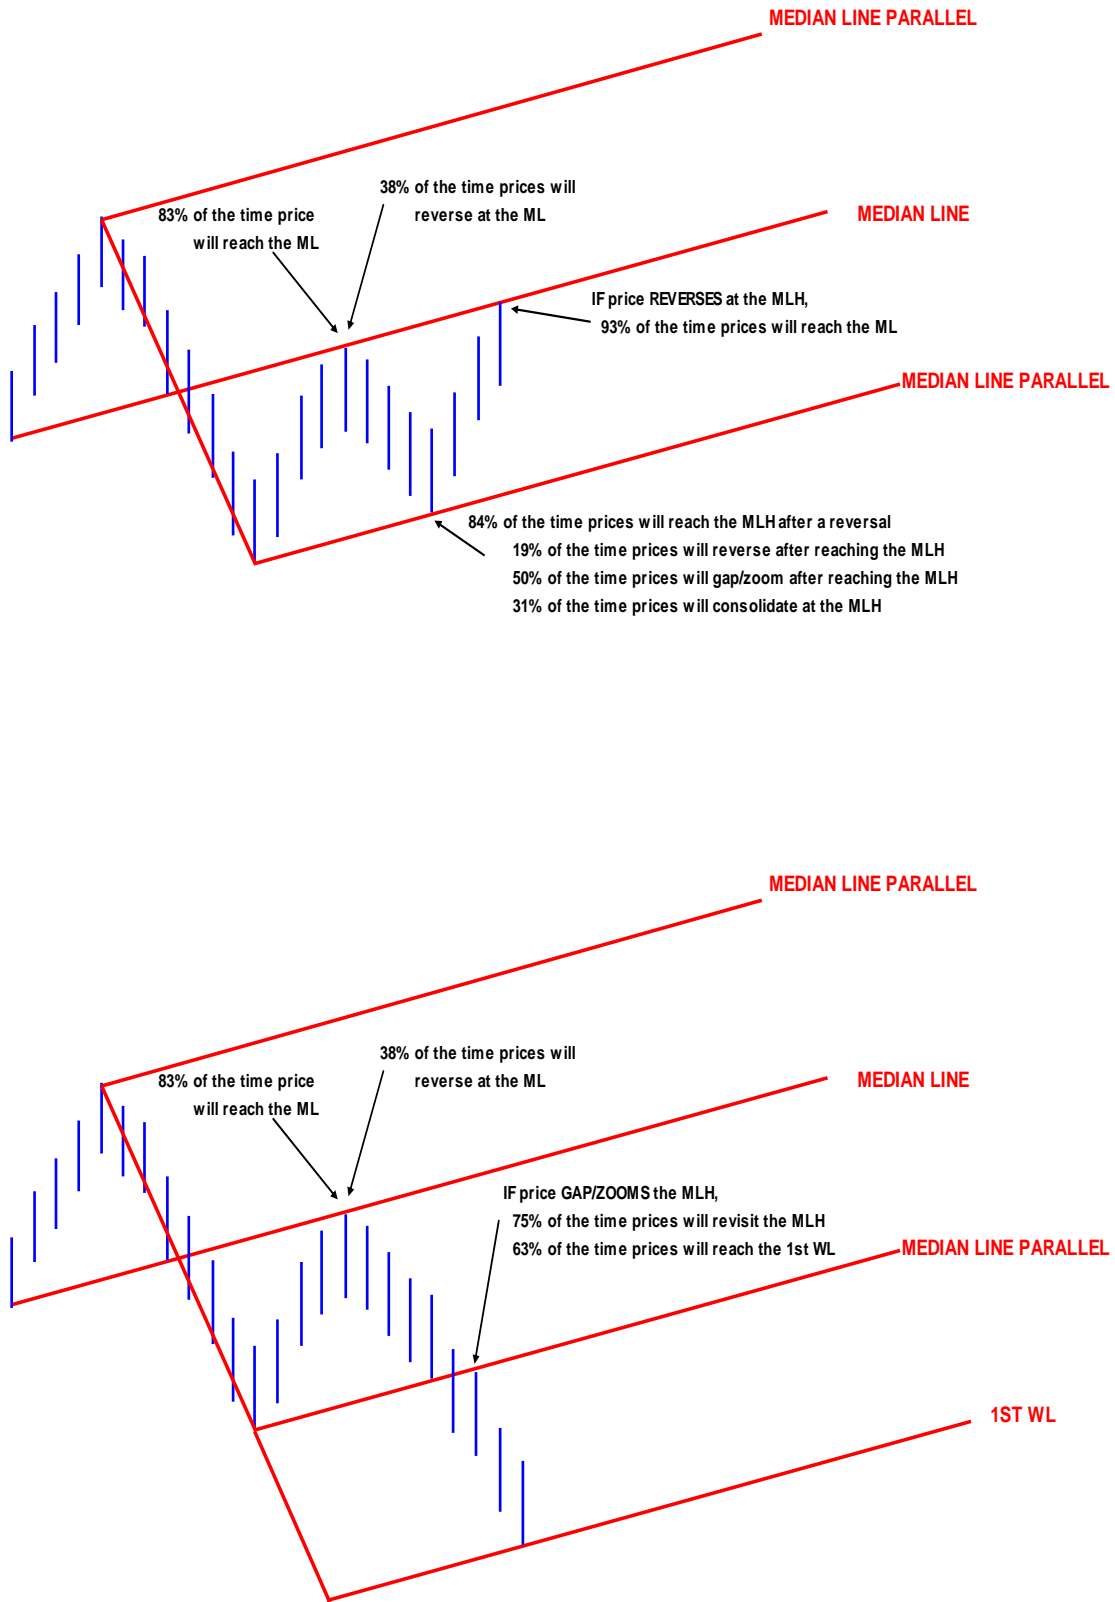 MEDIAN LINE PARALLEL
38% of the time prices will
reverse at the ML
83% of the time price
will reach the ML
MEDIAN LINE
IF price REVERSES at the MLH,
93% of the time prices will reach the ML
MEDIAN LINE PARALLEL
84% of the time prices will reach the MLH after a reversal
19% of the time prices will reverse after reaching the MLH
50% of the time prices will gap/zoom after reaching the MLH
31% of the time prices will consolidate at the MLH
MEDIAN LINE PARALLEL
38% of the time prices will
reverse at the ML
83% of the time price
will reach the ML
MEDIAN LINE
IF price GAP/ZOOMS the MLH,
75% of the time prices will revisit the MLH
63% of the time prices will reach the 1st WL
MEDIAN LINE PARALLEL
1ST WL